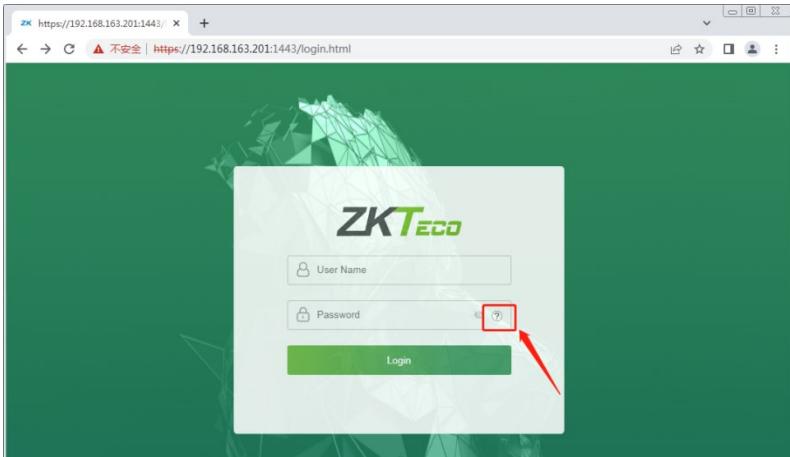 ZK https://192.168.163.201:1443/
不安全 | https://192.168.163.201:1443/login.html
ZKTECO
User Name
Password
Login